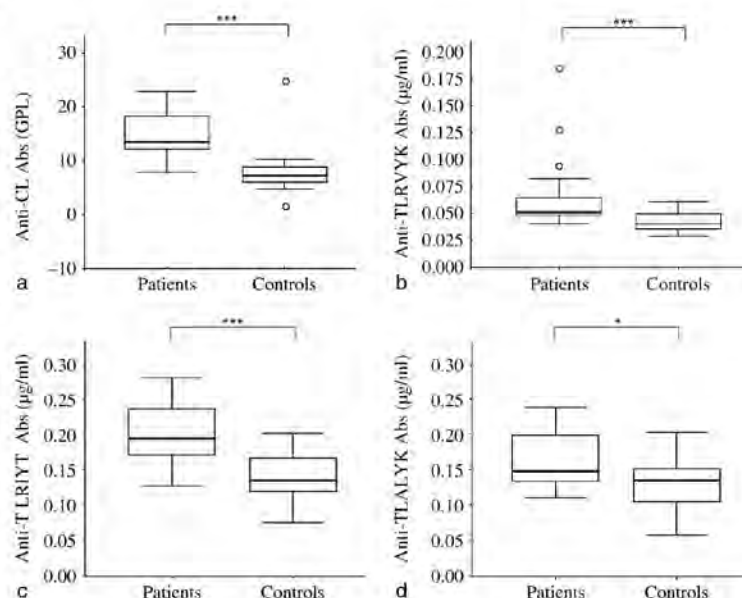 ***
30
20
10
0
−10
Anti-CL Abs (GPL)
Patients Controls
a
***
0.200
0.175
0.150
0.125
0.100
0.075
0.050
0.025
0.000
Anti-TLRVYK Abs (µg/ml)
Patients Controls
b
***
0.30
0.25
0.20
0.15
0.10
0.05
0.00
Anti-T LRIYT Abs (µg/ml)
Patients Controls
c
*
0.30
0.25
0.20
0.15
0.10
0.05
0.00
Anti-TLALYK Abs (µg/ml)
Patients Controls
d